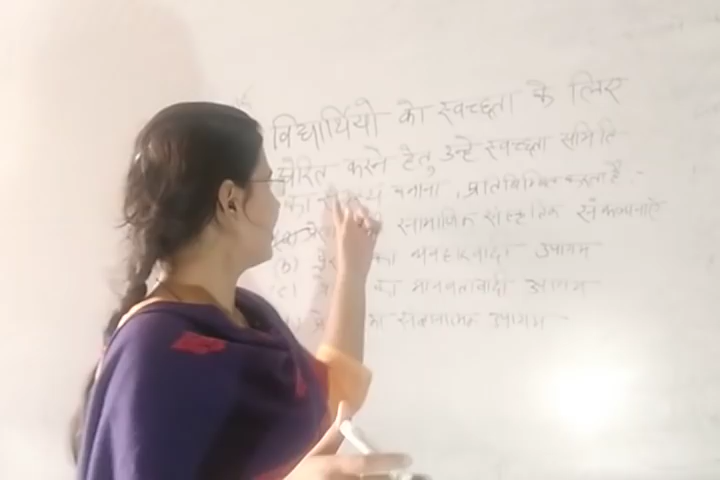 विद्यार्थियो को स्वच्छता के लिए
प्रेरित करने हेतु उन्हे स्वच्छता समिति
का सदस्य बनाना , प्रतिबिम्बित करता है -
सामाजिक संस्कृतिक संकल्पनाऐ
(b) का व्यवहारवादी उपागम
(c) का मानवतावादी उपागम
का संज्ञात्मक उपागम